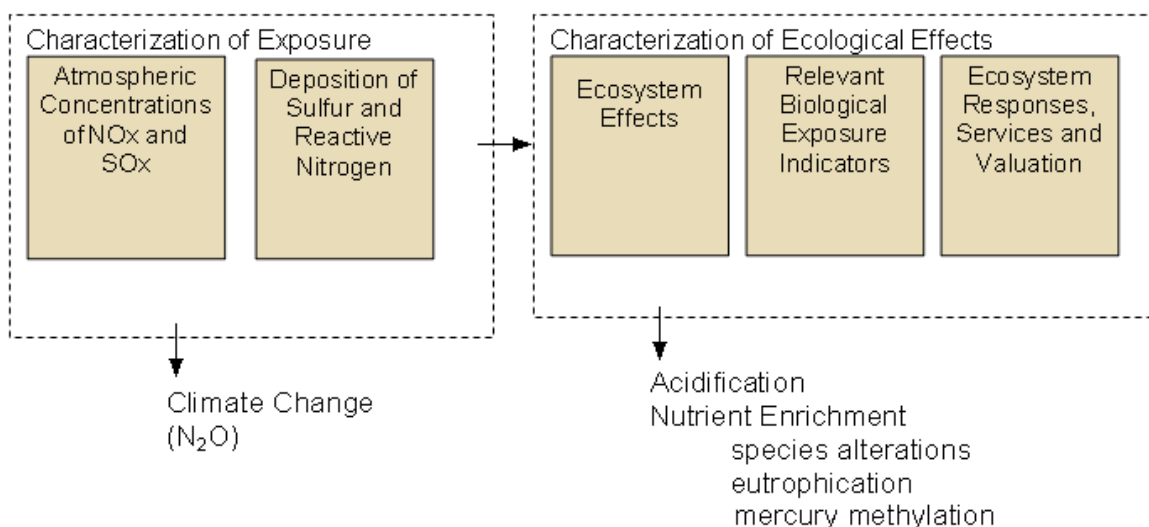 Characterization of Exposure
Atmospheric
Concentrations
of NOx and
SOx
Deposition of
Sulfur and
Reactive
Nitrogen
Characterization of Ecological Effects
Ecosystem
Effects
Relevant
Biological
Exposure
Indicators
Ecosystem
Responses,
Services and
Valuation
Climate Change
(N₂O)
Acidification
Nutrient Enrichment
species alterations
eutrophication
mercury methylation